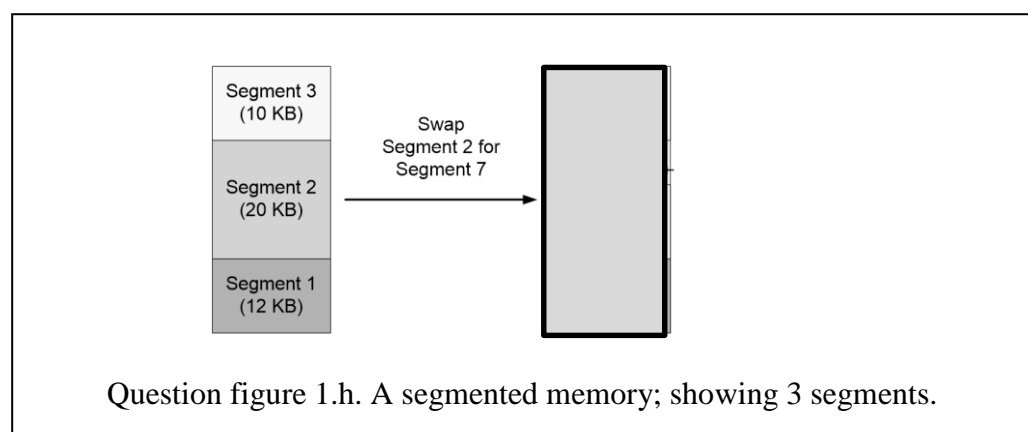 Segment 3
(10 KB)
Swap
Segment 2 for
Segment 7
Segment 2
(20 KB)
Segment 1
(12 KB)
Question figure 1.h. A segmented memory; showing 3 segments.